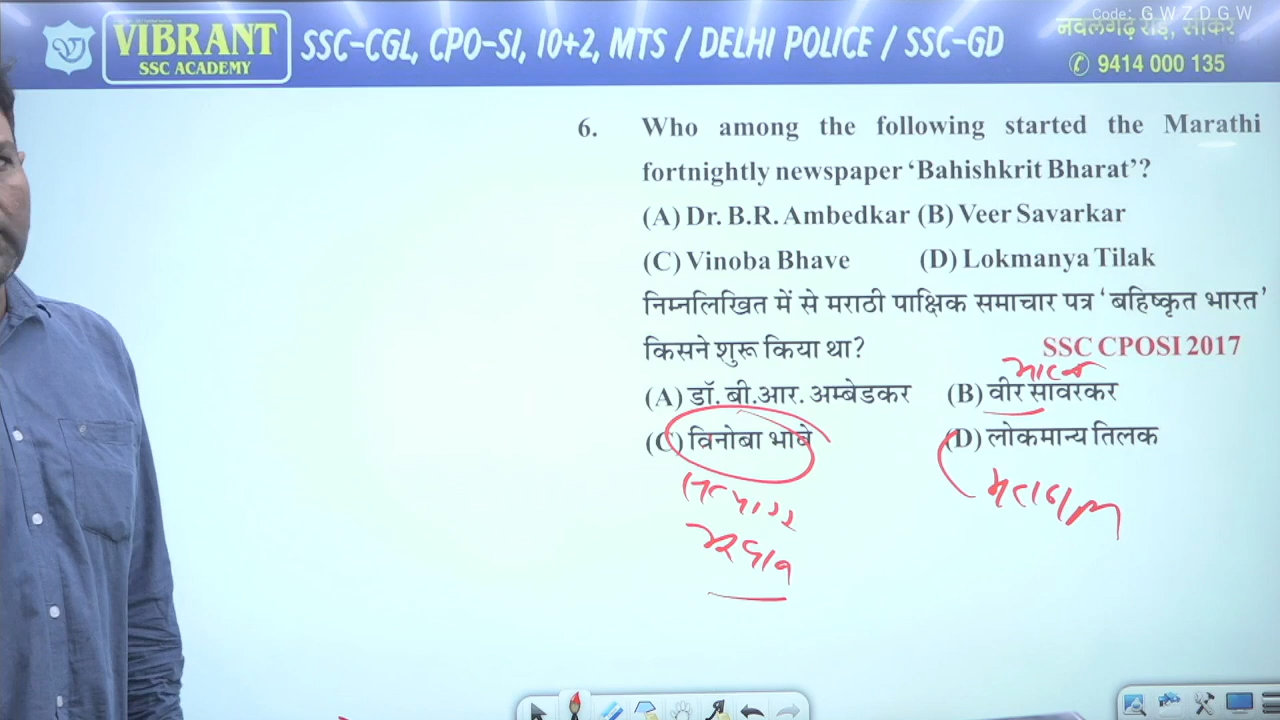 Code: G W Z D G W
VIBRANT
SSC ACADEMY
SSC-CGL, CPO-SI, 10+2, MTS / DELHI POLICE / SSC-GD
नवलगढ़ रोड़, सीकर
9414 000 135
6. Who among the following started the Marathi
fortnightly newspaper ‘Bahishkrit Bharat’?
(A) Dr. B.R. Ambedkar (B) Veer Savarkar
(C) Vinoba Bhave (D) Lokmanya Tilak
निम्नलिखित में से मराठी पाक्षिक समाचार पत्र ‘बहिष्कृत भारत’
किसने शुरू किया था? SSC CPOSI 2017
(A) डॉ. बी.आर. अम्बेडकर (B) वीर सावरकर
(C) विनोबा भावे (D) लोकमान्य तिलक